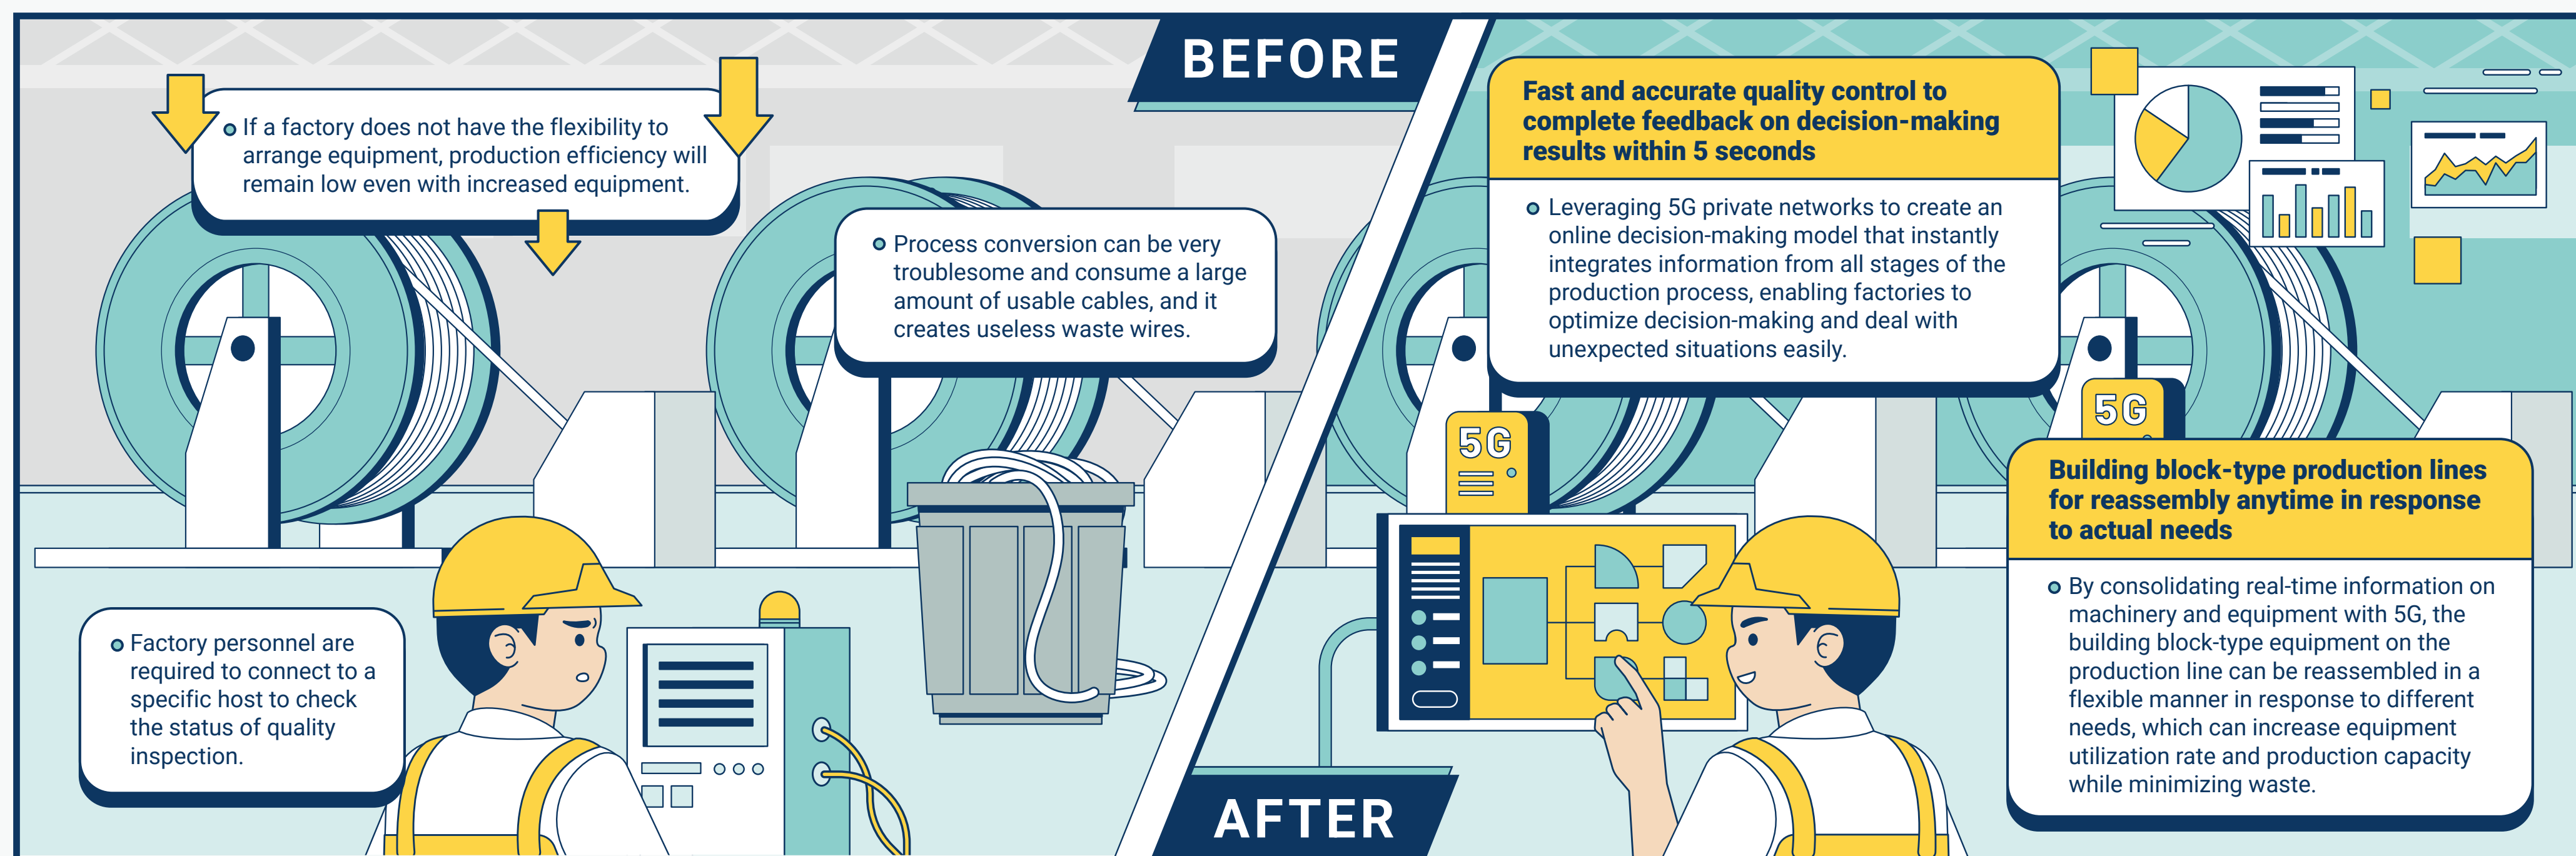 BEFORE
If a factory does not have the flexibility to
arrange equipment, production efficiency will
remain low even with increased equipment.
Process conversion can be very
troublesome and consume a large
amount of usable cables, and it
creates useless waste wires.
Factory personnel are
required to connect to a
specific host to check
the status of quality
inspection.
AFTER
Fast and accurate quality control to
complete feedback on decision-making
results within 5 seconds
Leveraging 5G private networks to create an
online decision-making model that instantly
integrates information from all stages of the
production process, enabling factories to
optimize decision-making and deal with
unexpected situations easily.
5G
5G
Building block-type production lines
for reassembly anytime in response
to actual needs
By consolidating real-time information on
machinery and equipment with 5G, the
building block-type equipment on the
production line can be reassembled in a
flexible manner in response to different
needs, which can increase equipment
utilization rate and production capacity
while minimizing waste.